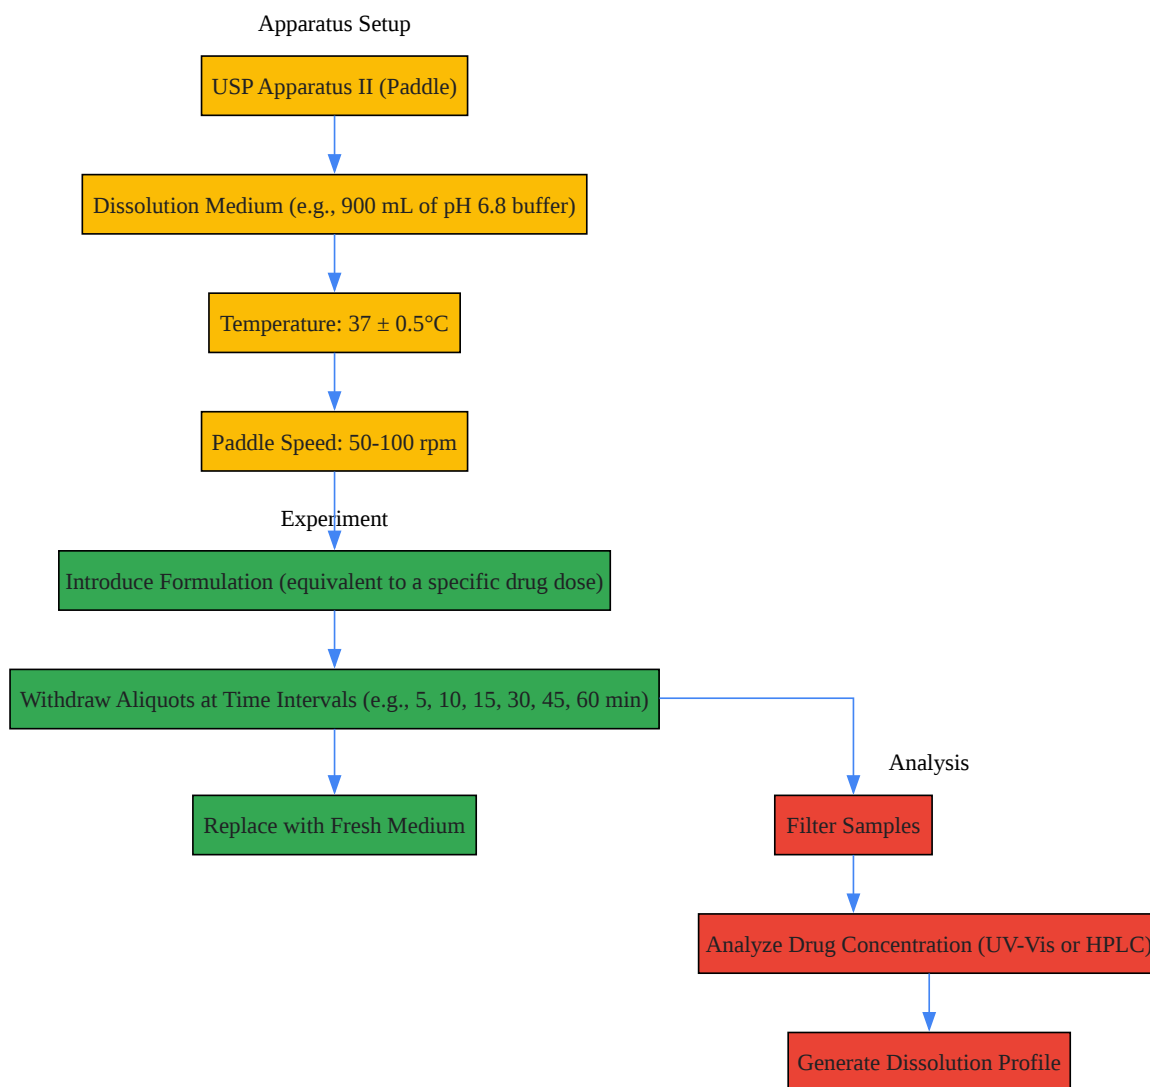 Apparatus Setup
USP Apparatus II (Paddle)
Dissolution Medium (e.g., 900 mL of pH 6.8 buffer)
Temperature: 37 ± 0.5°C
Paddle Speed: 50-100 rpm
Experiment
Introduce Formulation (equivalent to a specific drug dose)
Withdraw Aliquots at Time Intervals (e.g., 5, 10, 15, 30, 45, 60 min)
Replace with Fresh Medium
Analysis
Filter Samples
Analyze Drug Concentration (UV-Vis or HPLC)
Generate Dissolution Profile